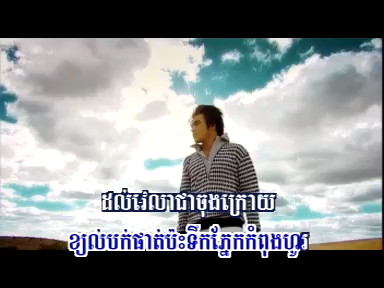 ដល់វេលាជាចុងក្រោយ
ខ្យល់បក់ផាត់ប៉ះទឹកភ្នែកកំពុងហូរ